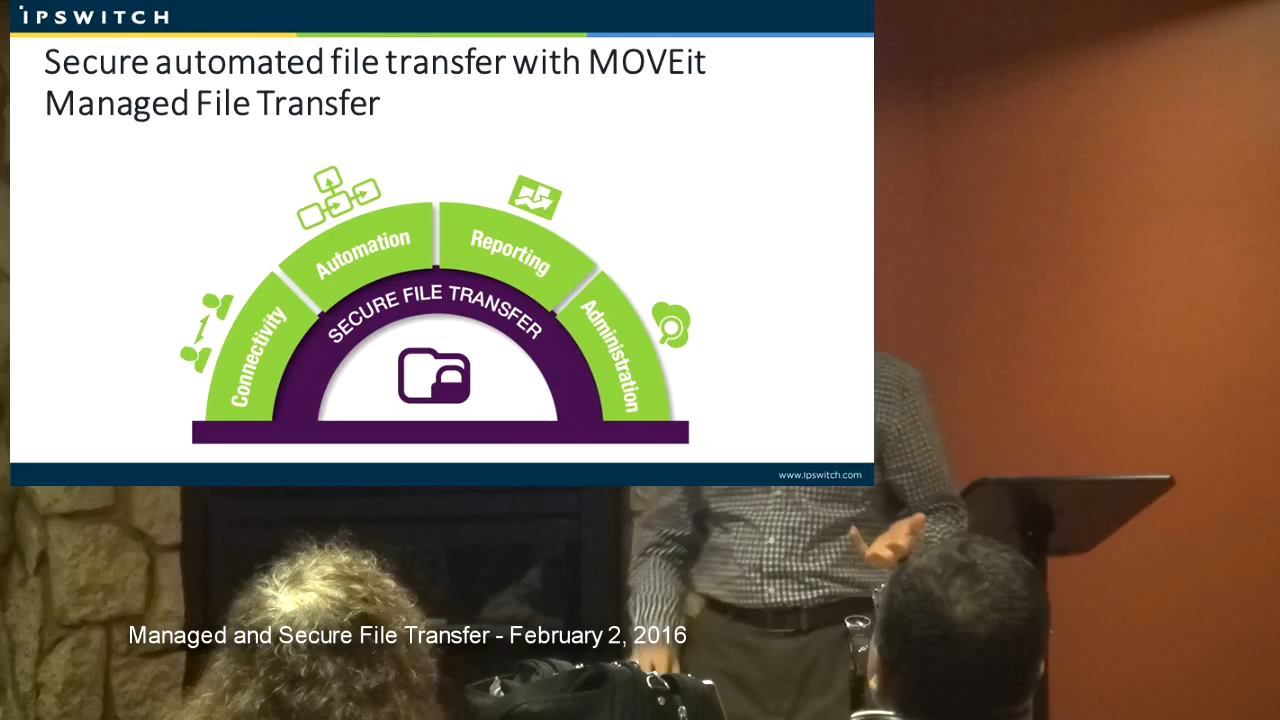 IPSWITCH
Secure automated file transfer with MOVEit
Managed File Transfer
Automation
Reporting
SECURE FILE TRANSFER
Connectivity
Administration
www.ipswitch.com
Managed and Secure File Transfer - February 2, 2016